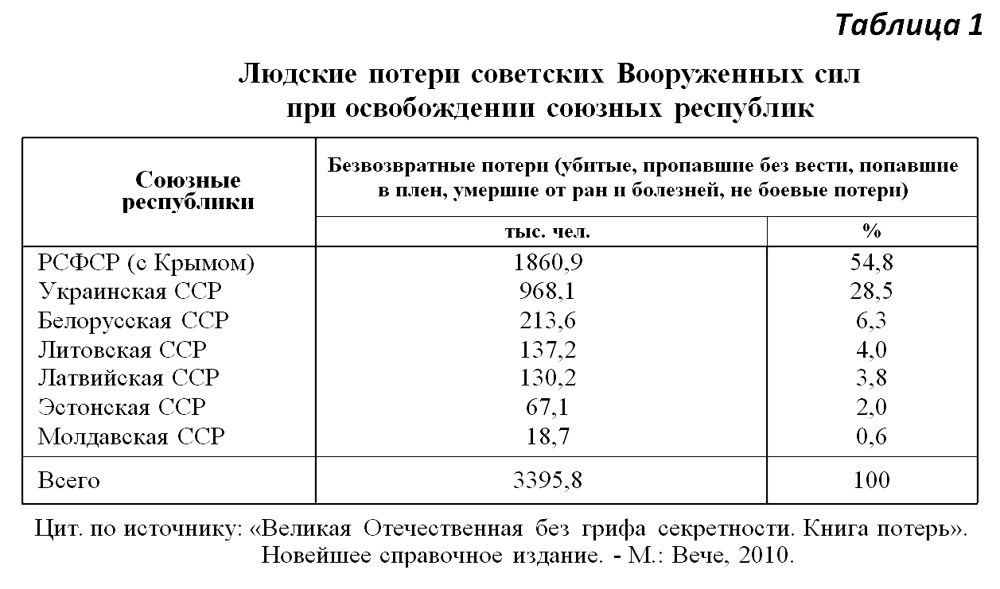 Таблица 1
Людские потери советских Вооруженных сил
при освобождении союзных республик
Союзные
республики
Безвозвратные потери (убитые, пропавшие без вести, попавшие
в плен, умершие от ран и болезней, не боевые потери)
тыс. чел. %
РСФСР (с Крымом) 1860,9 54,8
Украинская ССР 968,1 28,5
Белорусская ССР 213,6 6,3
Литовская ССР 137,2 4,0
Латвийская ССР 130,2 3,8
Эстонская ССР 67,1 2,0
Молдавская ССР 18,7 0,6
Всего 3395,8 100
Цит. по источнику: «Великая Отечественная без грифа секретности. Книга потерь».
Новейшее справочное издание. - М.: Вече, 2010.